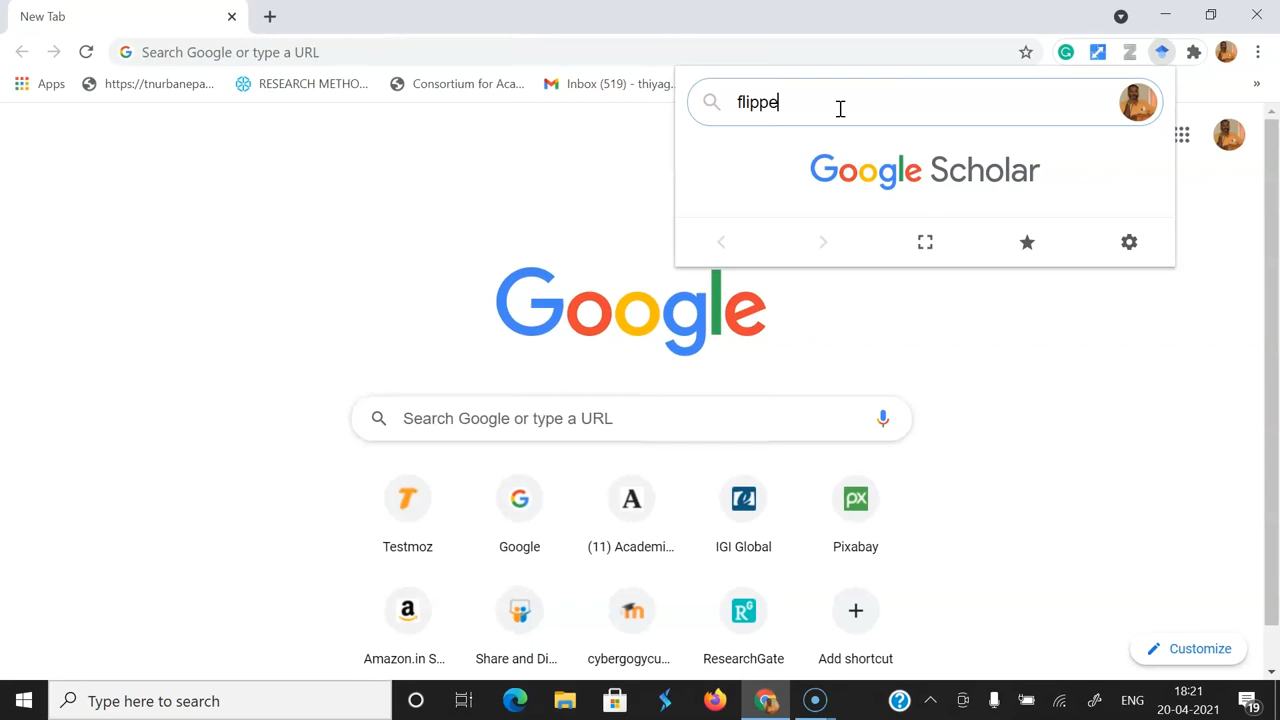 New Tab
Search Google or type a URL
Apps
https://tnurbanepa...
RESEARCH METHO...
Consortium for Aca...
Inbox (519) - thiyag...
»
flippe
Google Scholar
Google
Search Google or type a URL
Testmoz
Google
(11) Academi...
IGI Global
Pixabay
Amazon.in S...
Share and Di...
cybergogycu...
ResearchGate
Add shortcut
Customize
Type here to search
ENG
18:21
20-04-2021
19